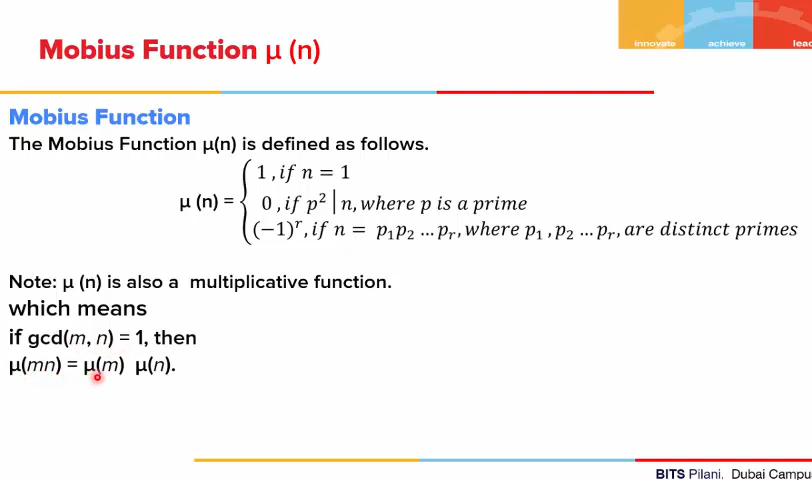 innovate achieve lead
Mobius Function μ (n)
Mobius Function
The Mobius Function μ(n) is defined as follows.
1 , if n = 1
μ (n) = { 0 , if p² | n, where p is a prime
(−1)ʳ, if n = p₁p₂ … pᵣ, where p₁ , p₂ … pᵣ, are distinct primes
Note: μ (n) is also a multiplicative function.
which means
if gcd(m, n) = 1, then
μ(mn) = μ(m) μ(n).
BITS Pilani, Dubai Campu